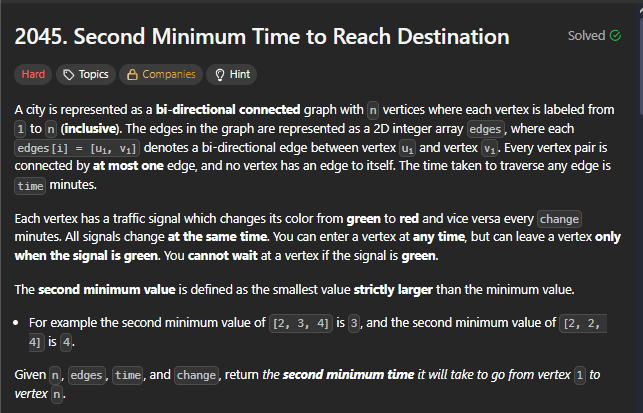 2045. Second Minimum Time to Reach Destination
Solved
Hard Topics Companies Hint
A city is represented as a bi-directional connected graph with n vertices where each vertex is labeled from
1 to n (inclusive). The edges in the graph are represented as a 2D integer array edges, where each
edges[i] = [uᵢ, vᵢ] denotes a bi-directional edge between vertex uᵢ and vertex vᵢ. Every vertex pair is
connected by at most one edge, and no vertex has an edge to itself. The time taken to traverse any edge is
time minutes.
Each vertex has a traffic signal which changes its color from green to red and vice versa every change
minutes. All signals change at the same time. You can enter a vertex at any time, but can leave a vertex only
when the signal is green. You cannot wait at a vertex if the signal is green.
The second minimum value is defined as the smallest value strictly larger than the minimum value.
• For example the second minimum value of [2, 3, 4] is 3, and the second minimum value of [2, 2,
4] is 4.
Given n, edges, time, and change, return the second minimum time it will take to go from vertex 1 to
vertex n.